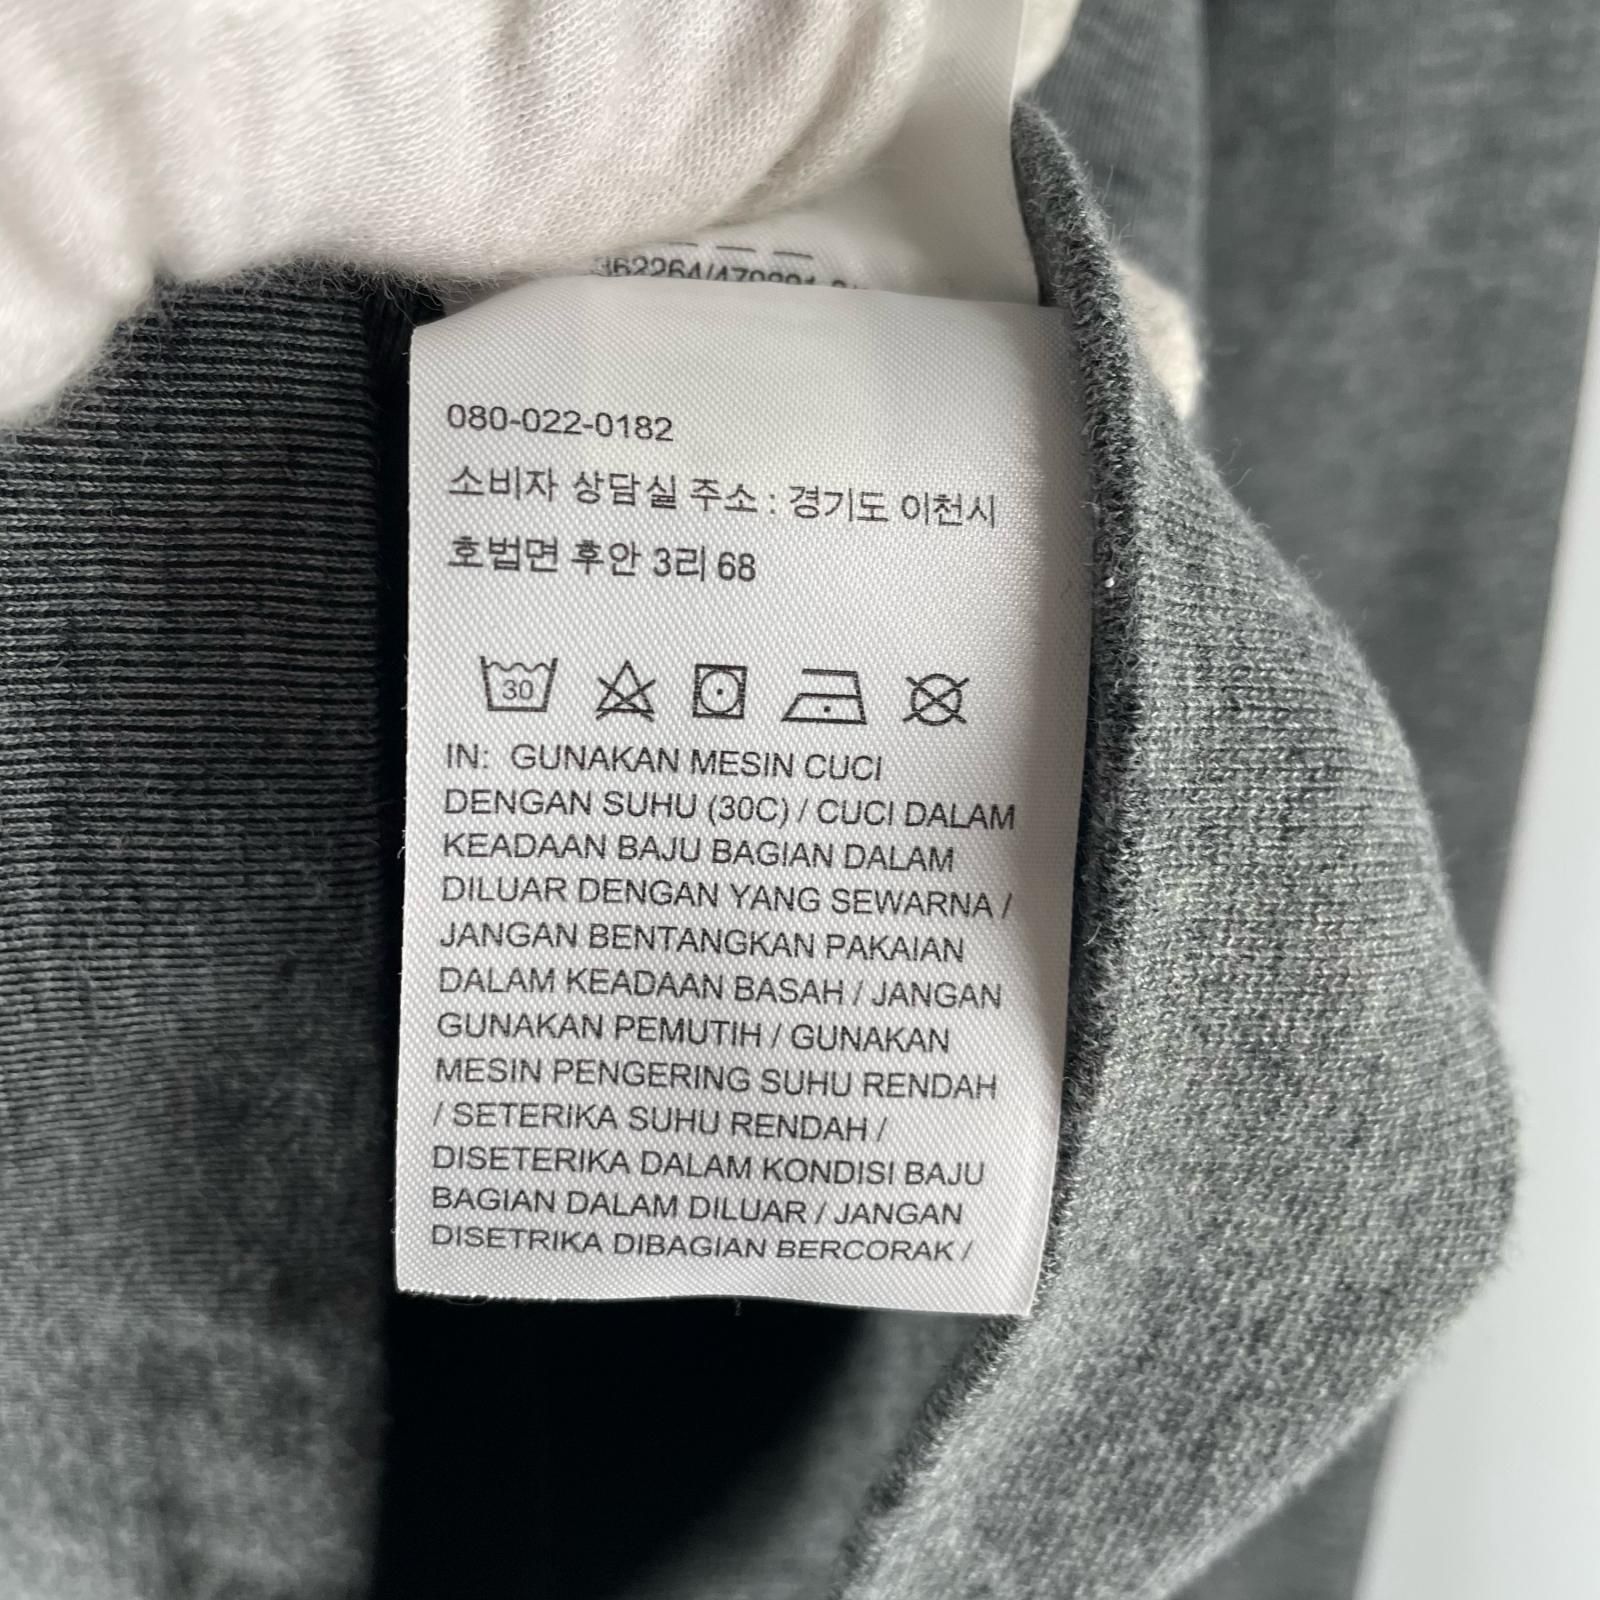 080-022-0182
소비자 상담실 주소 : 경기도 이천시
호법면 후안 3리 68
30
IN: GUNAKAN MESIN CUCI
DENGAN SUHU (30C) / CUCI DALAM
KEADAAN BAJU BAGIAN DALAM
DILUAR DENGAN YANG SEWARNA /
JANGAN BENTANGKAN PAKAIAN
DALAM KEADAAN BASAH / JANGAN
GUNAKAN PEMUTIH / GUNAKAN
MESIN PENGERING SUHU RENDAH
/ SETERIKA SUHU RENDAH /
DISETERIKA DALAM KONDISI BAJU
BAGIAN DALAM DILUAR / JANGAN
DISETRIKA DIBAGIAN BERCORAK /